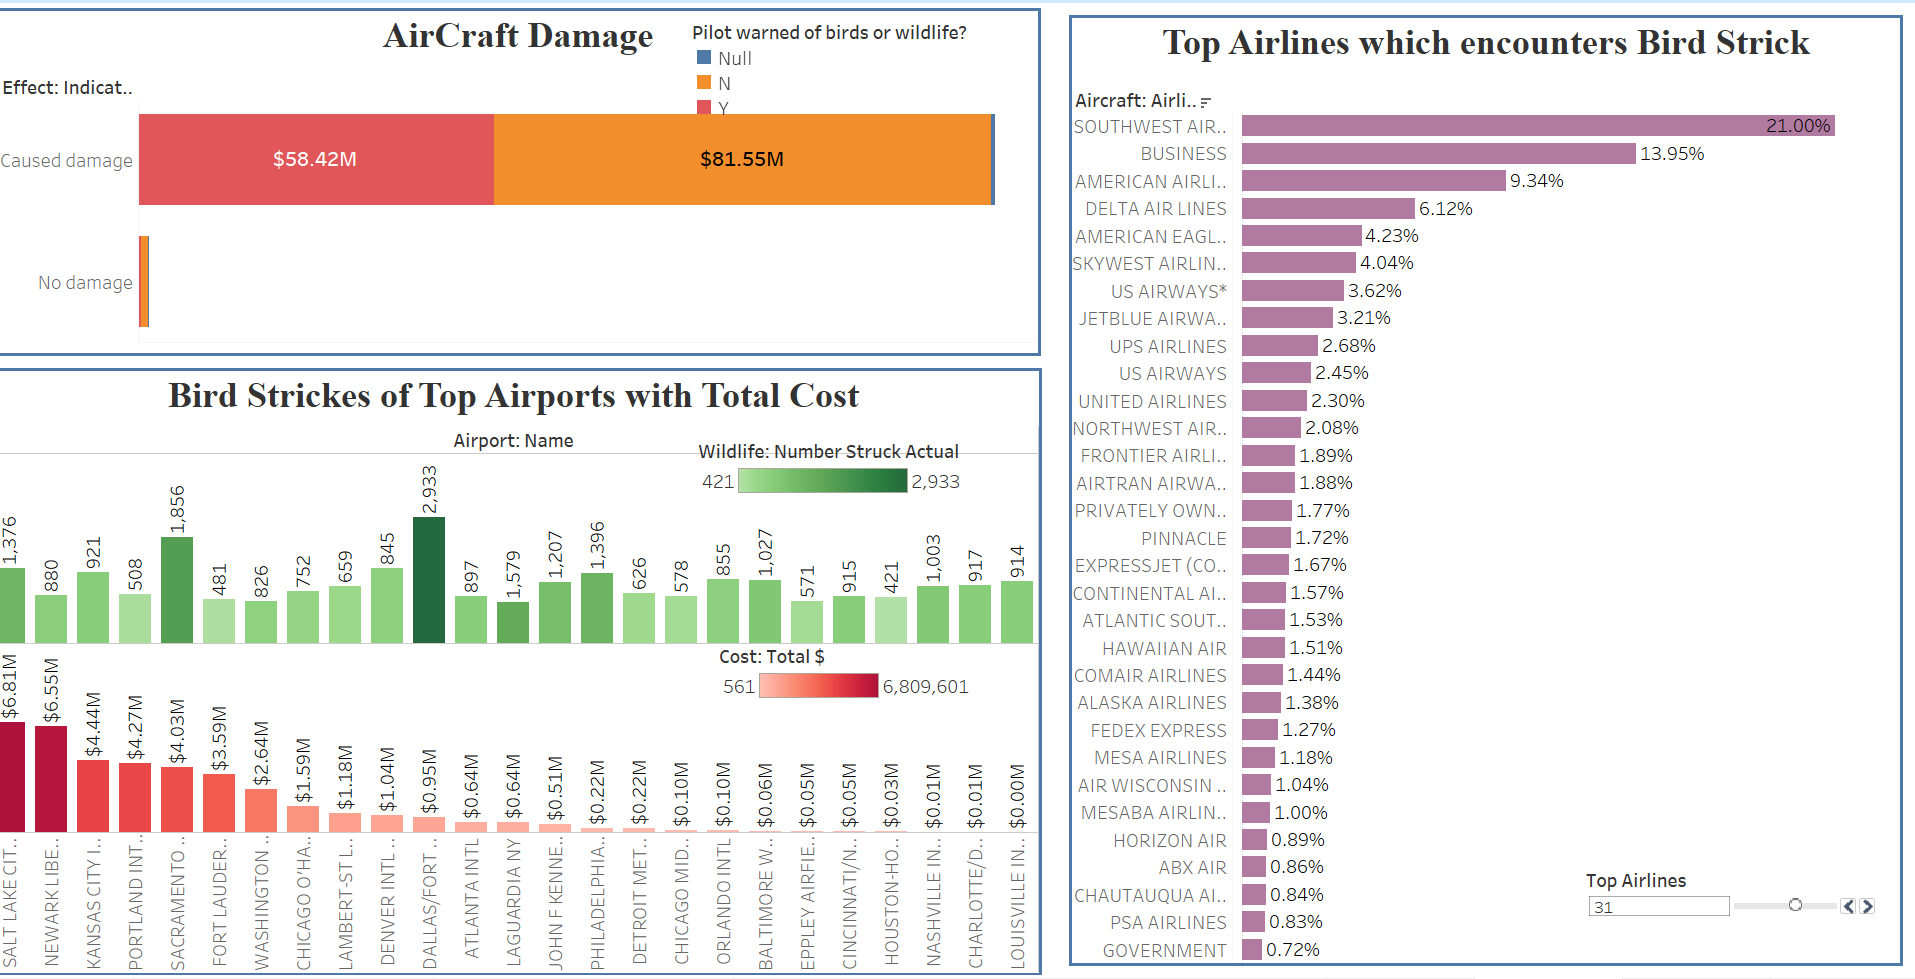 AirCraft Damage
Pilot warned of birds or wildlife?
Null
N
Y
Effect: Indicat..
Caused damage
$58.42M
$81.55M
No damage
Bird Strickes of Top Airports with Total Cost
Airport: Name
Wildlife: Number Struck Actual
421
2,933
1,376
880
921
508
1,856
481
826
752
659
845
2,933
897
1,579
1,207
1,396
626
578
855
1,027
571
915
421
1,003
917
914
Cost: Total $
561
6,809,601
$6.81M
$6.55M
$4.44M
$4.27M
$4.03M
$3.59M
$2.64M
$1.59M
$1.18M
$1.04M
$0.95M
$0.64M
$0.64M
$0.51M
$0.22M
$0.22M
$0.10M
$0.10M
$0.06M
$0.05M
$0.05M
$0.03M
$0.01M
$0.01M
$0.00M
SALT LAKE CIT..
NEWARK LIBE..
KANSAS CITY I..
PORTLAND INT..
SACRAMENTO ..
FORT LAUDER..
WASHINGTON ..
CHICAGO O'HA..
LAMBERT-ST L..
DENVER INTL ..
DALLAS/FORT ..
ATLANTA INTL
LAGUARDIA NY
JOHN F KENNE..
PHILADELPHIA..
DETROIT MET..
CHICAGO MID..
ORLANDO INTL
BALTIMORE W..
EPPLEY AIRFIE..
CINCINNATI/N..
HOUSTON-HO..
NASHVILLE IN..
CHARLOTTE/D..
LOUISVILLE IN..
Top Airlines which encounters Bird Strick
Aircraft: Airli..
SOUTHWEST AIR.. 21.00%
BUSINESS 13.95%
AMERICAN AIRLI.. 9.34%
DELTA AIR LINES 6.12%
AMERICAN EAGL.. 4.23%
SKYWEST AIRLIN.. 4.04%
US AIRWAYS* 3.62%
JETBLUE AIRWA.. 3.21%
UPS AIRLINES 2.68%
US AIRWAYS 2.45%
UNITED AIRLINES 2.30%
NORTHWEST AIR.. 2.08%
FRONTIER AIRLI.. 1.89%
AIRTRAN AIRWA.. 1.88%
PRIVATELY OWN.. 1.77%
PINNACLE 1.72%
EXPRESSJET (CO.. 1.67%
CONTINENTAL AI.. 1.57%
ATLANTIC SOUT.. 1.53%
HAWAIIAN AIR 1.51%
COMAIR AIRLINES 1.44%
ALASKA AIRLINES 1.38%
FEDEX EXPRESS 1.27%
MESA AIRLINES 1.18%
AIR WISCONSIN .. 1.04%
MESABA AIRLIN.. 1.00%
HORIZON AIR 0.89%
ABX AIR 0.86%
CHAUTAUQUA AI.. 0.84%
PSA AIRLINES 0.83%
GOVERNMENT 0.72%
Top Airlines
31